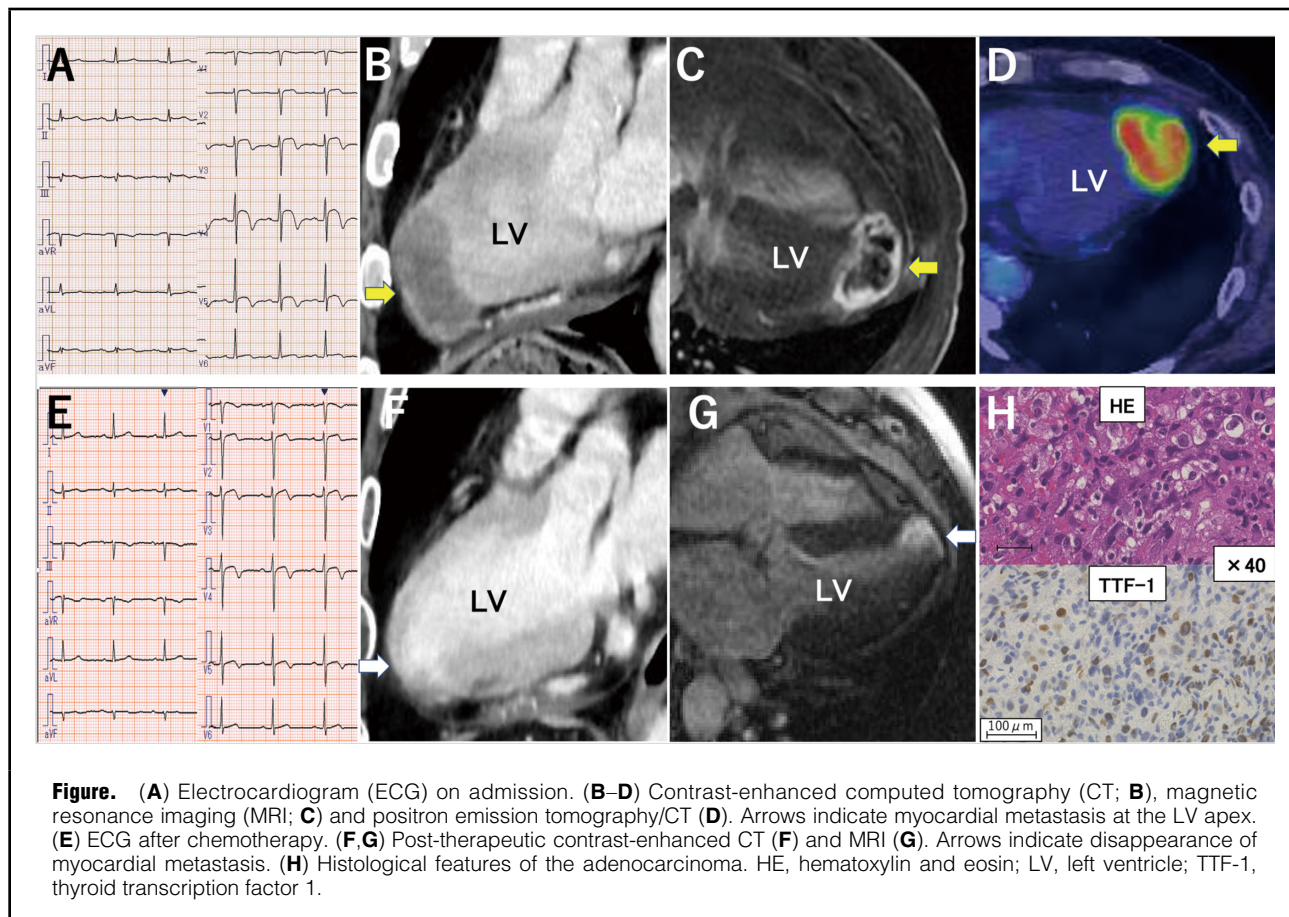 A
I
II
III
aVR
aVL
aVF
V1
V2
V3
V4
V5
V6
B
LV
C
LV
D
LV
E
I
II
III
aVR
aVL
aVF
V1
V2
V3
V4
V5
V6
F
LV
G
LV
H
HE
×40
TTF-1
100 μm
Figure. (A) Electrocardiogram (ECG) on admission. (B–D) Contrast-enhanced computed tomography (CT; B), magnetic
resonance imaging (MRI; C) and positron emission tomography/CT (D). Arrows indicate myocardial metastasis at the LV apex.
(E) ECG after chemotherapy. (F,G) Post-therapeutic contrast-enhanced CT (F) and MRI (G). Arrows indicate disappearance of
myocardial metastasis. (H) Histological features of the adenocarcinoma. HE, hematoxylin and eosin; LV, left ventricle; TTF-1,
thyroid transcription factor 1.